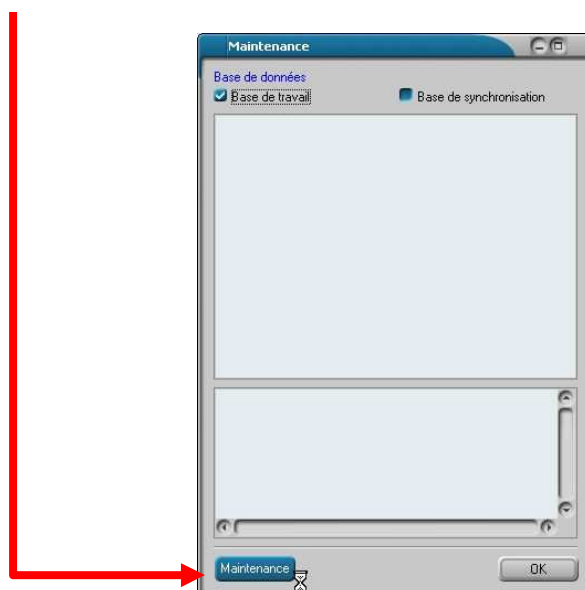 Maintenance
Base de données
Base de travail
Base de synchronisation
Maintenance
OK